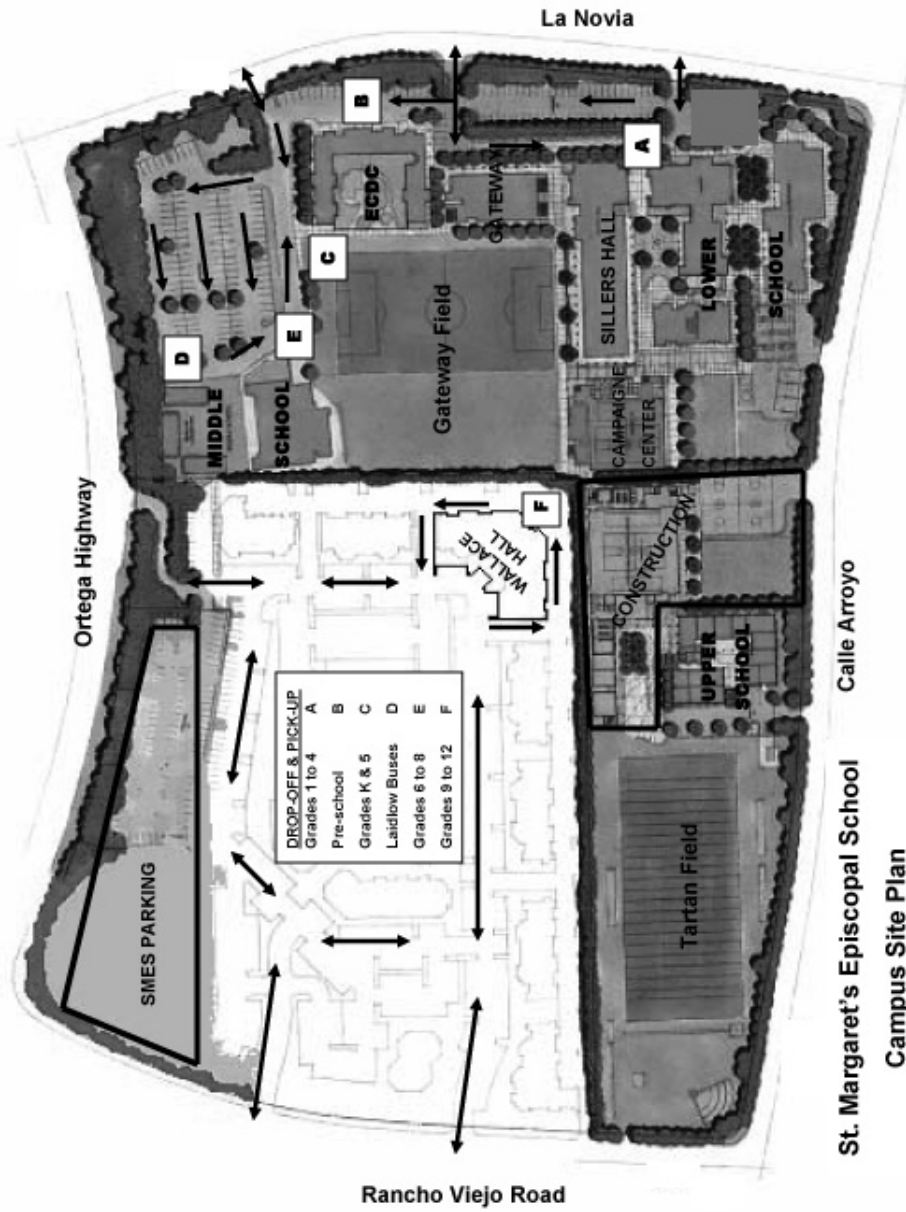 La Novia
Ortega Highway
Calle Arroyo
Rancho Viejo Road
B
A
ECDC
GATEWAY
C
D
E
MIDDLE
SCHOOL
Gateway Field
SILLERS HALL
LOWER
SCHOOL
CAMPAIGNE
CENTER
F
WALLACE
HALL
CONSTRUCTION
UPPER
SCHOOL
SMES PARKING
DROP-OFF & PICK-UP
Grades 1 to 4 A
Pre-school B
Grades K & 5 C
Laidlow Buses D
Grades 6 to 8 E
Grades 9 to 12 F
Tartan Field
St. Margaret's Episcopal School
Campus Site Plan